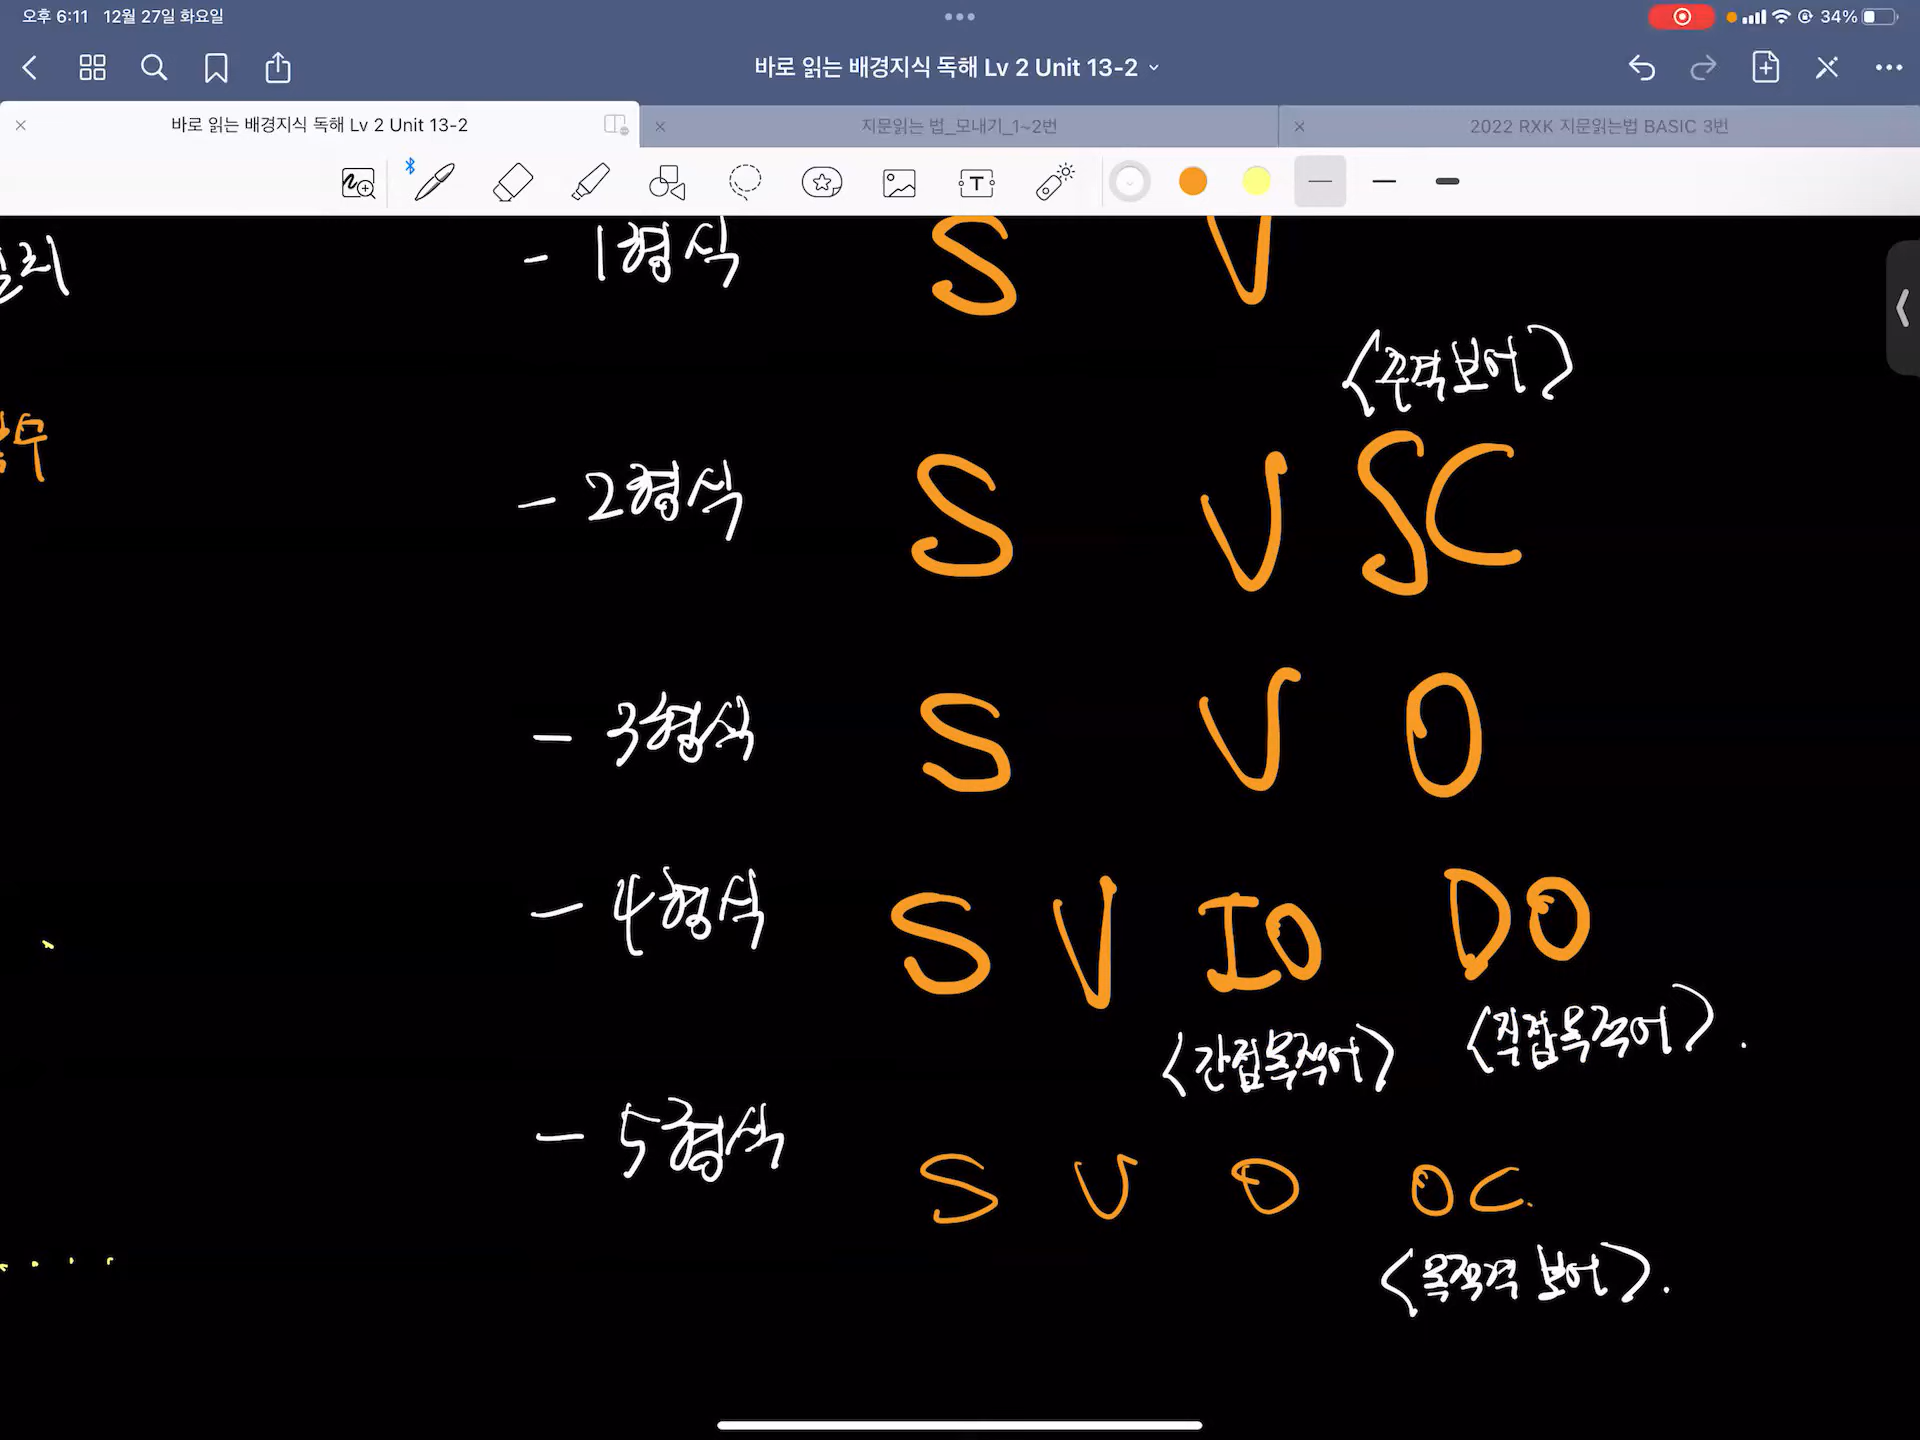 오후 6:11 12월 27일 화요일
34%
바로 읽는 배경지식 독해 Lv 2 Unit 13-2
바로 읽는 배경지식 독해 Lv 2 Unit 13-2
지문읽는 법_모내기_1~2번
2022 RXK 지문읽는법 BASIC 3번
- 1형식 S V
<주격보어>
- 2형식 S V SC
- 3형식 S V O
- 4형식 S V IO DO
<간접목적어> <직접목적어>.
- 5형식 S V O OC.
<목적격 보어>.